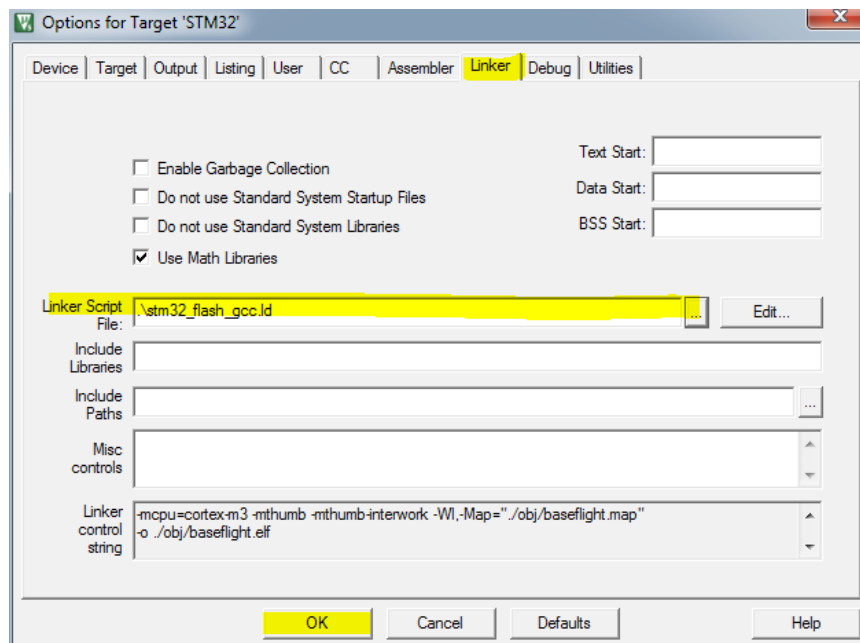 Options for Target 'STM32'
X
Device Target Output Listing User CC Assembler Linker Debug Utilities
Enable Garbage Collection
Do not use Standard System Startup Files
Do not use Standard System Libraries
Use Math Libraries
Text Start:
Data Start:
BSS Start:
Linker Script
File:
.\stm32_flash_gcc.ld
...
Edit...
Include
Libraries
Include
Paths
...
Misc
controls
Linker
control
string
-mcpu=cortex-m3 -mthumb -mthumb-interwork -Wl,-Map="./obj/baseflight.map"
-o ./obj/baseflight.elf
OK Cancel Defaults Help